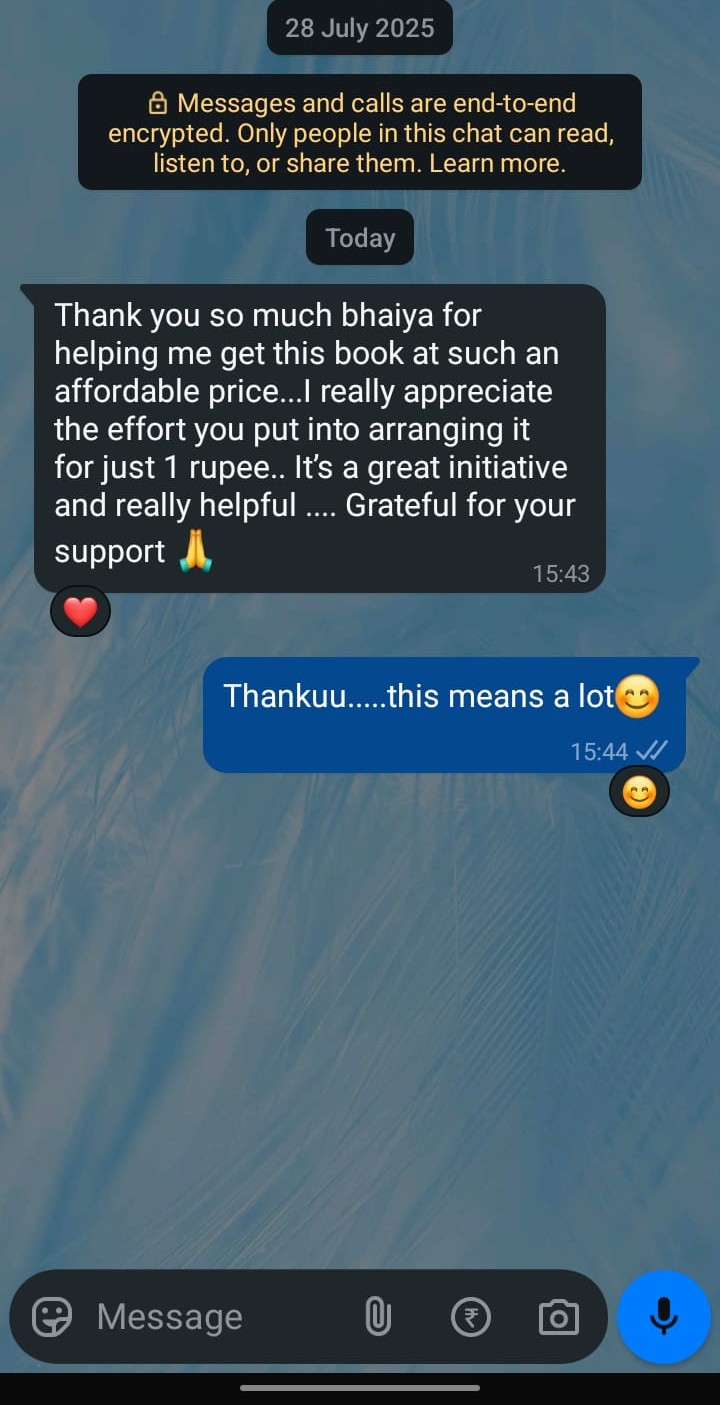 28 July 2025
🔒 Messages and calls are end-to-end
encrypted. Only people in this chat can read,
listen to, or share them. Learn more.
Today
Thank you so much bhaiya for
helping me get this book at such an
affordable price...I really appreciate
the effort you put into arranging it
for just 1 rupee.. It’s a great initiative
and really helpful .... Grateful for your
support 🙏
15:43
❤️
Thankuu.....this means a lot😊
15:44
😊
Message